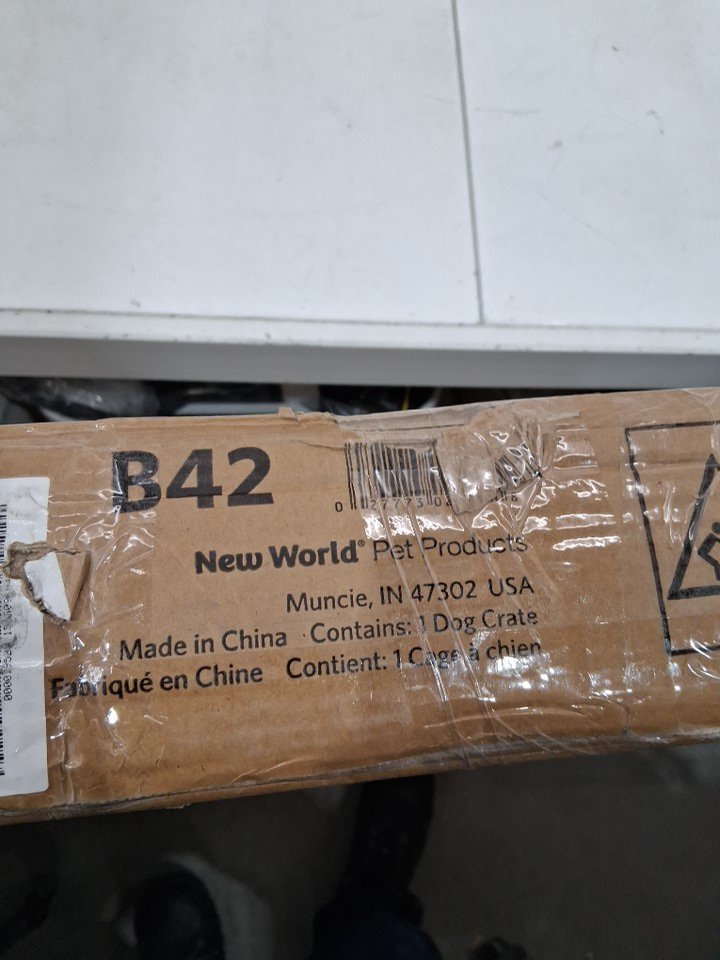 B42
New World® Pet Products
Muncie, IN 47302 USA
Made in China · Contains: 1 Dog Crate
Fabriqué en Chine Contient: 1 Cage à chien